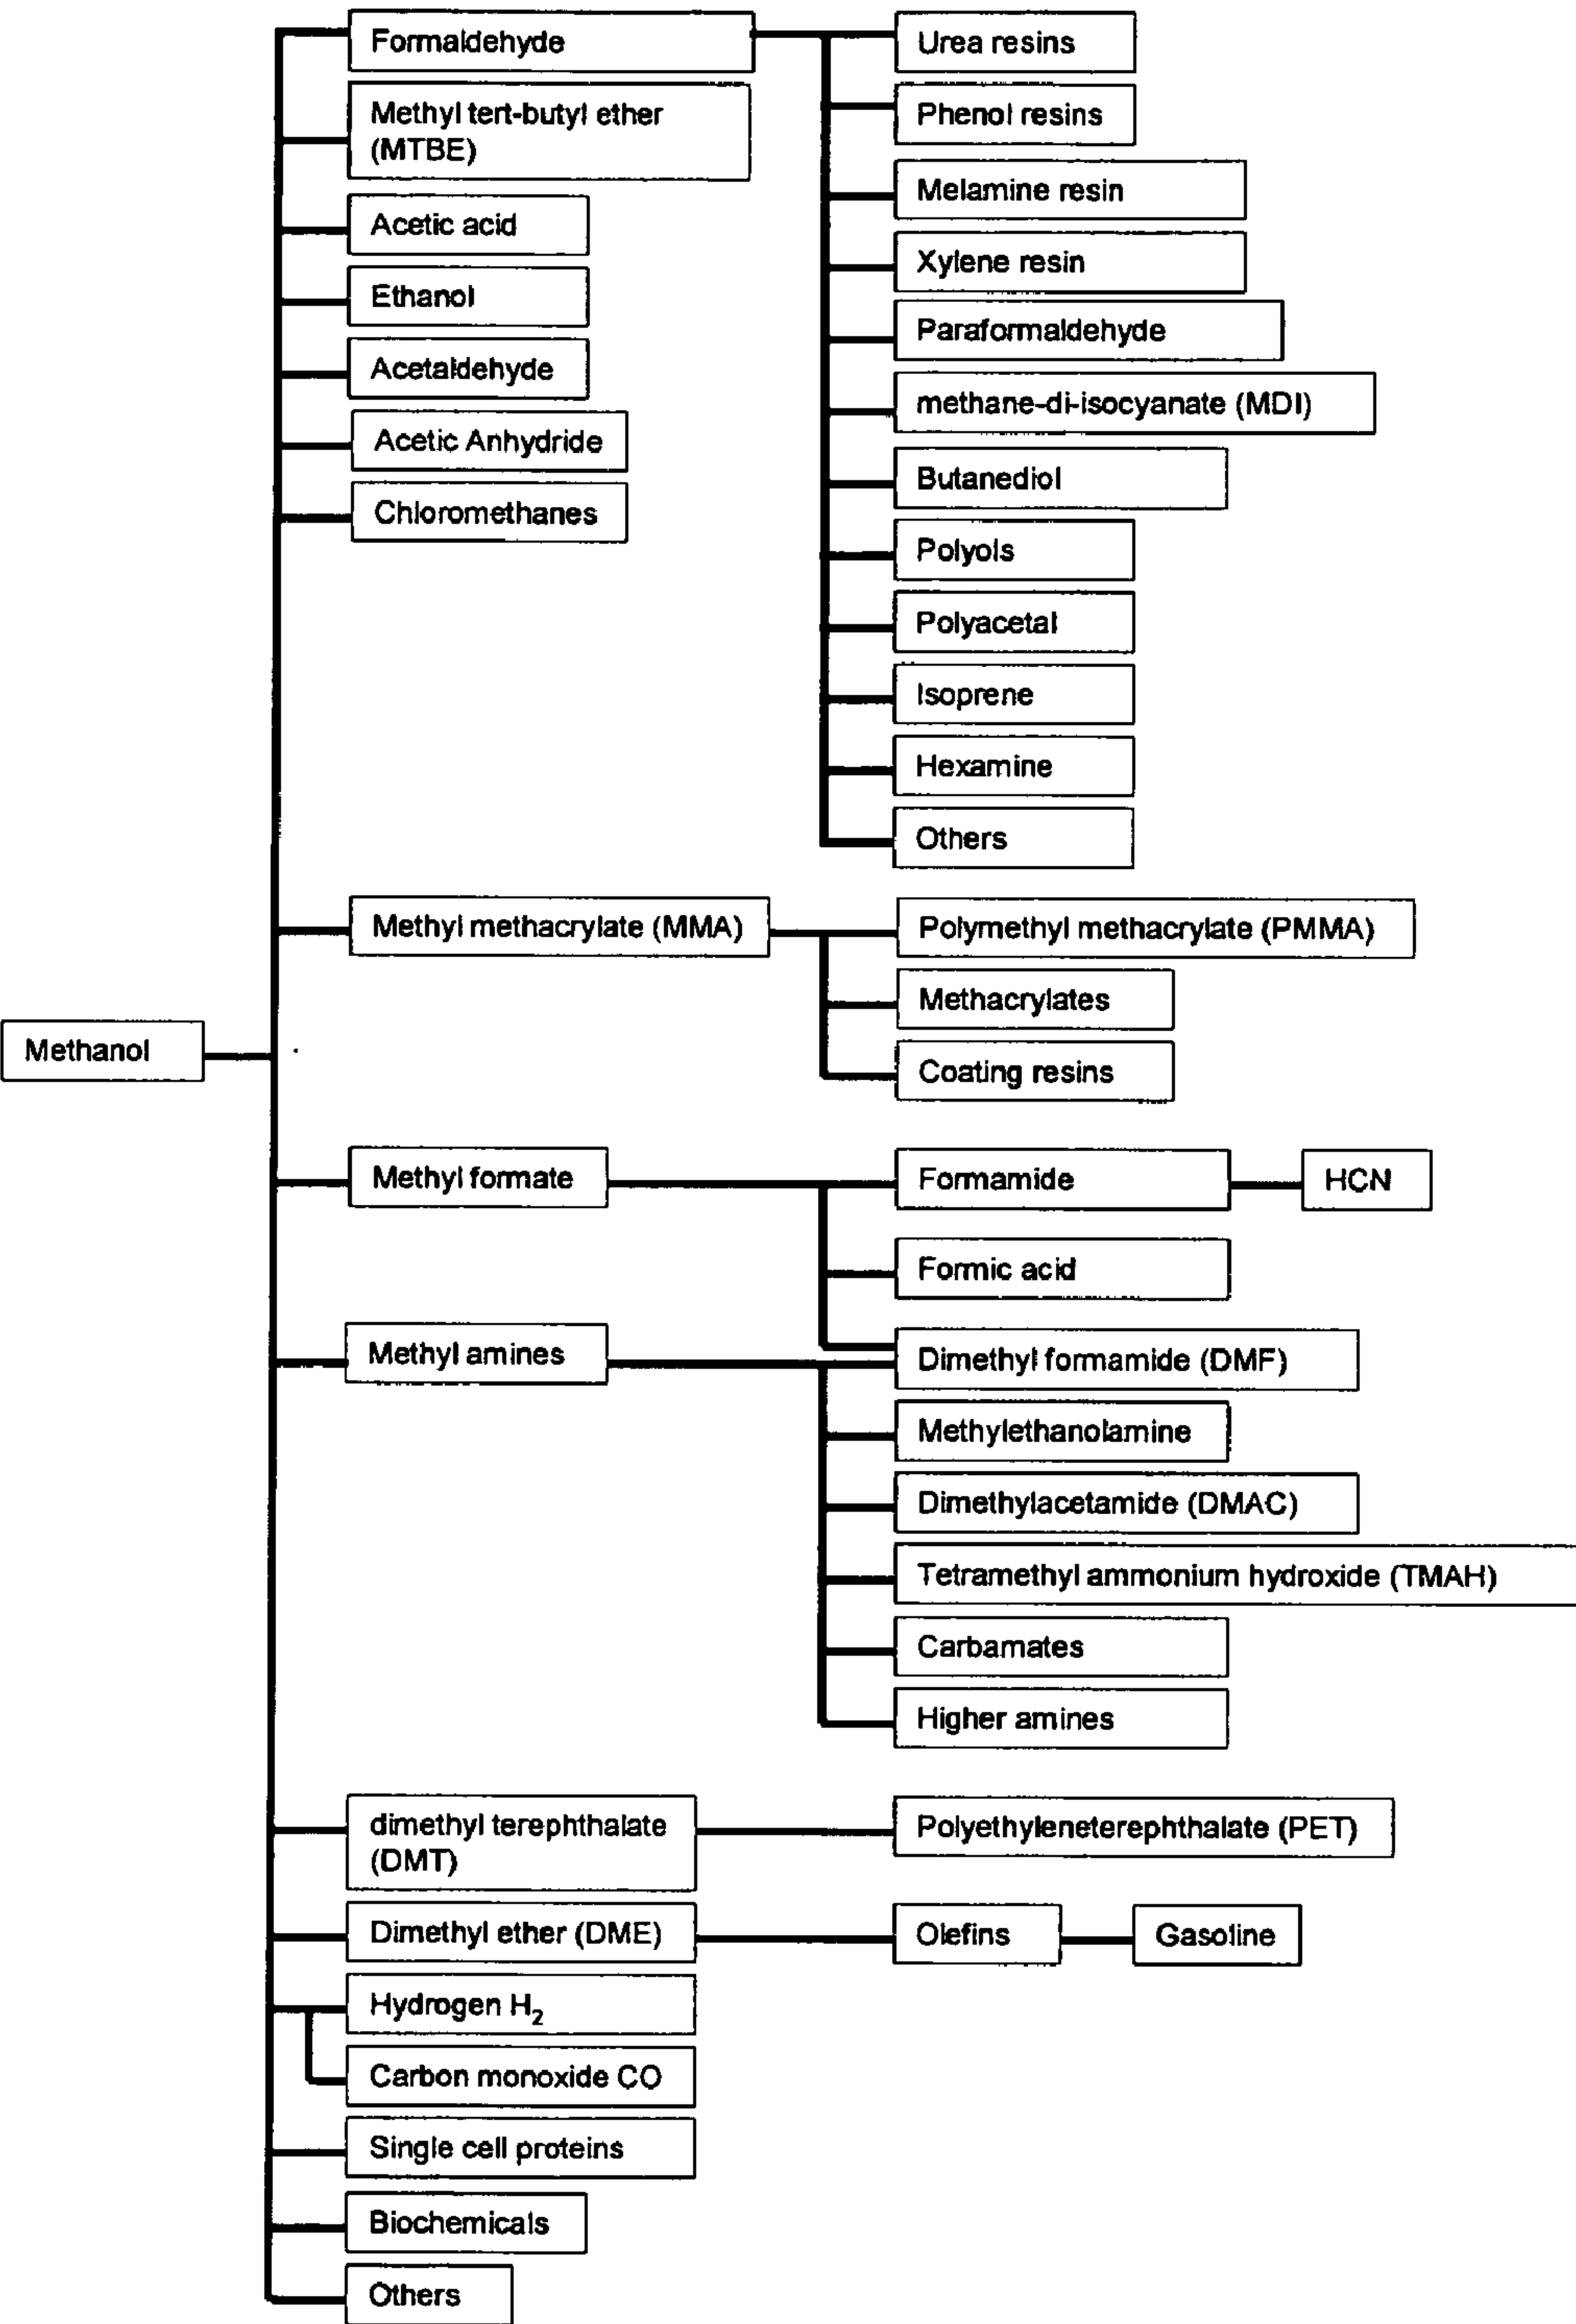 Formaldehyde
Methyl tert-butyl ether
(MTBE)
Acetic acid
Ethanol
Acetaldehyde
Acetic Anhydride
Chloromethanes
Urea resins
Phenol resins
Melamine resin
Xylene resin
Paraformaldehyde
methane-di-isocyanate (MDI)
Butanediol
Polyols
Polyacetal
Isoprene
Hexamine
Others
Methyl methacrylate (MMA)
Polymethyl methacrylate (PMMA)
Methacrylates
Coating resins
Methanol
Methyl formate
Formamide
HCN
Formic acid
Methyl amines
Dimethyl formamide (DMF)
Methylethanolamine
Dimethylacetamide (DMAC)
Tetramethyl ammonium hydroxide (TMAH)
Carbamates
Higher amines
dimethyl terephthalate
(DMT)
Polyethyleneterephthalate (PET)
Dimethyl ether (DME)
Olefins
Gasoline
Hydrogen H₂
Carbon monoxide CO
Single cell proteins
Biochemicals
Others